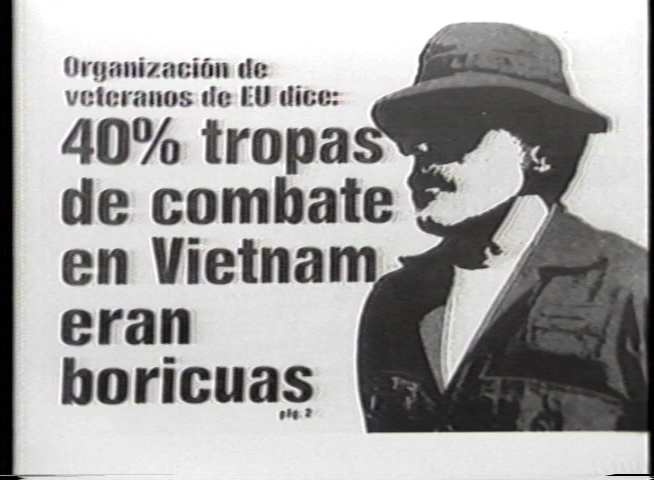 Organización de
veteranos de EU dice:
40% tropas
de combate
en Vietnam
eran
boricuas
pág. 2